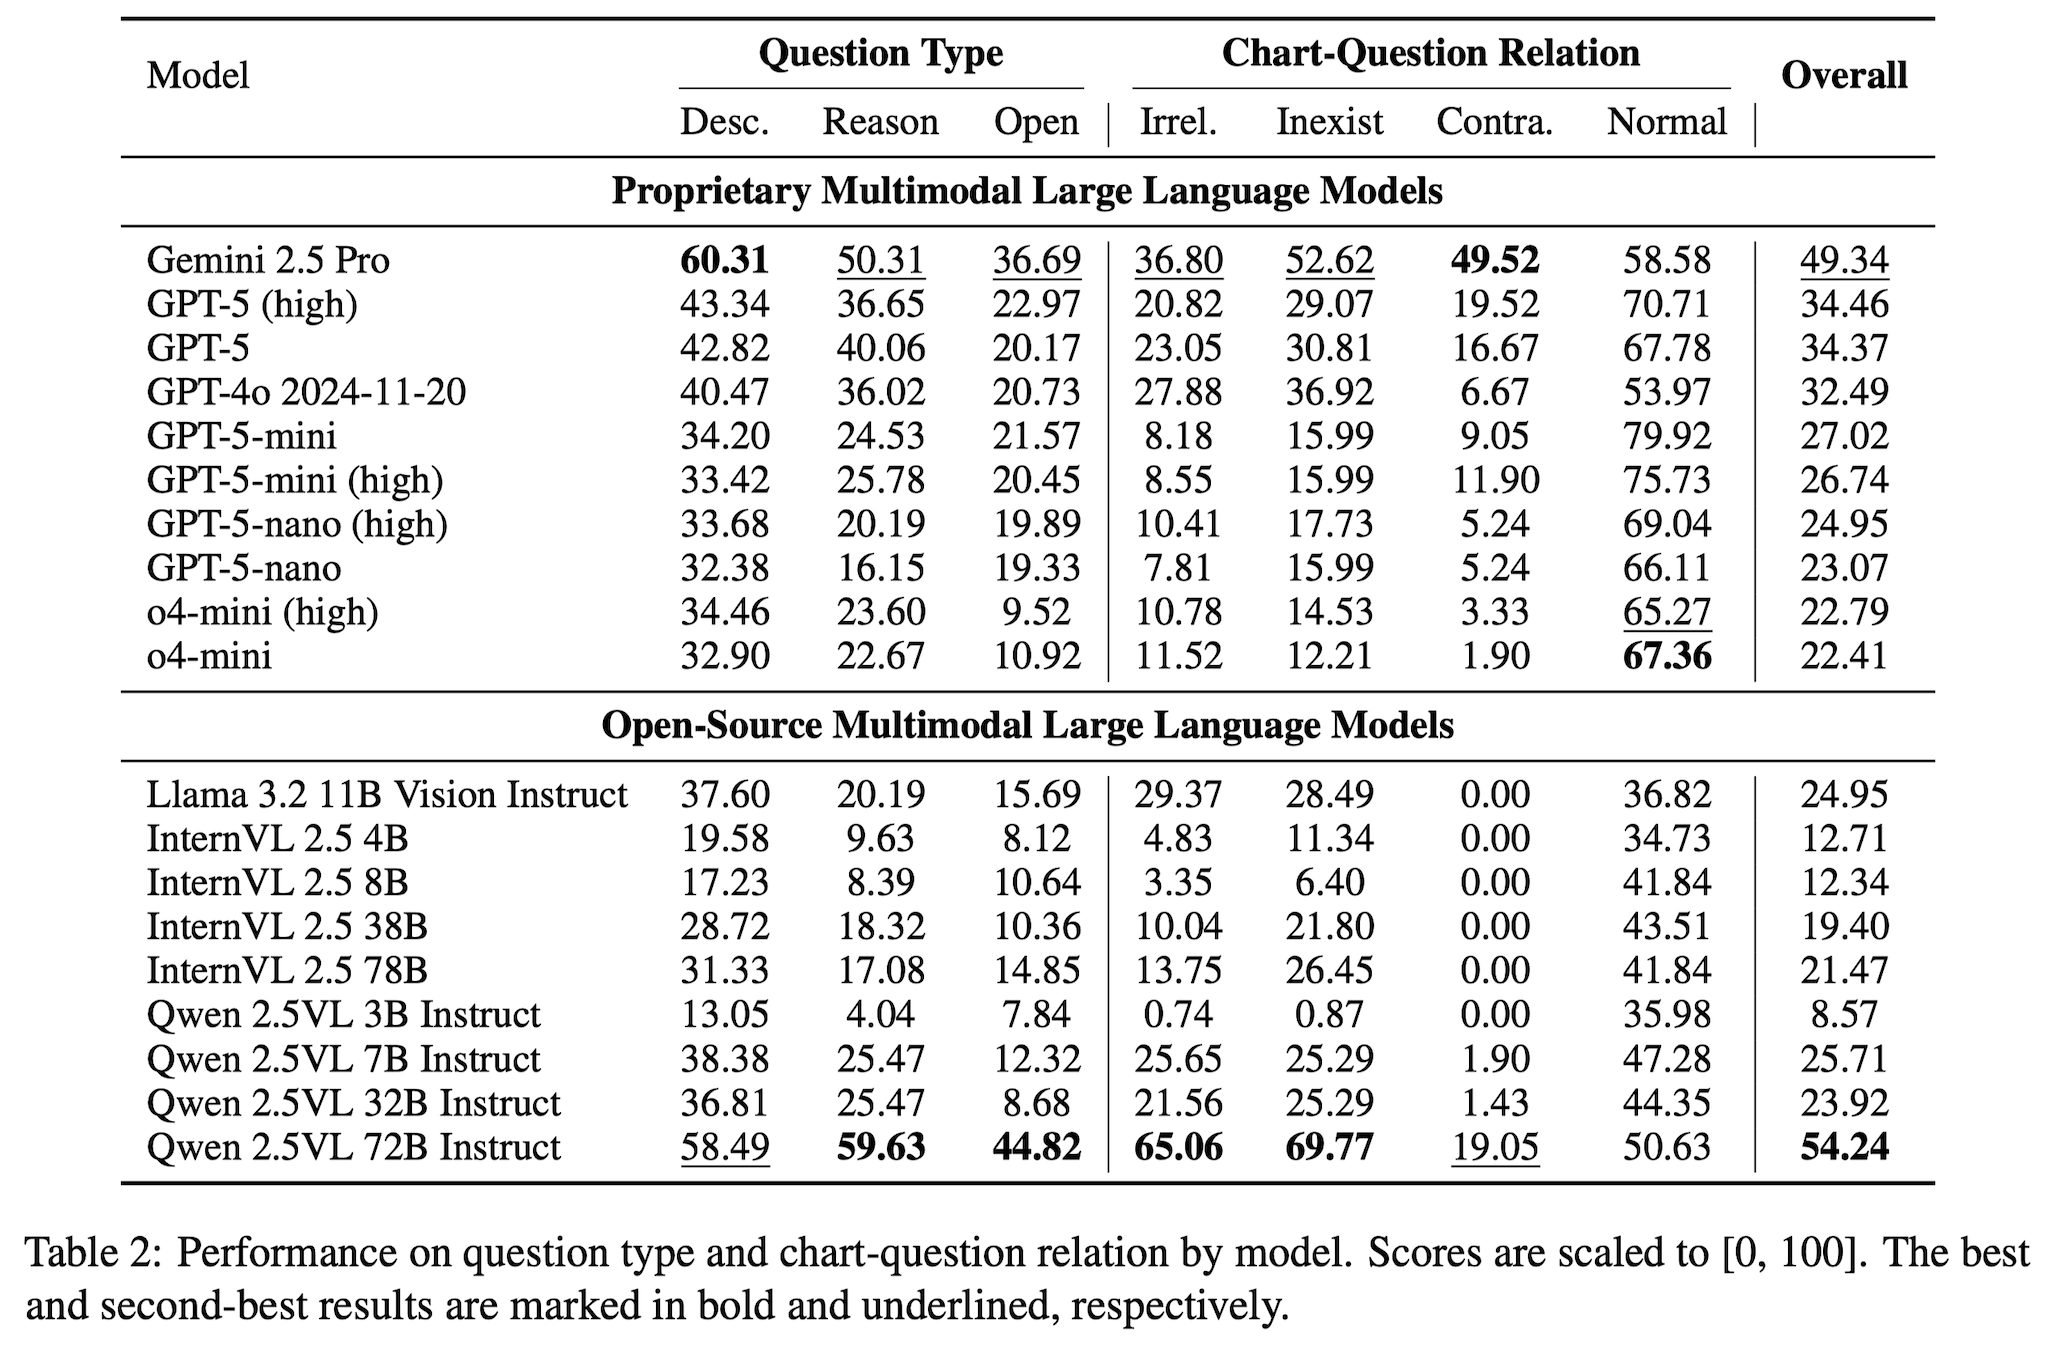 Model Question Type Chart-Question Relation Overall
Desc. Reason Open Irrel. Inexist Contra. Normal
Proprietary Multimodal Large Language Models
Gemini 2.5 Pro 60.31 50.31 36.69 36.80 52.62 49.52 58.58 49.34
GPT-5 (high) 43.34 36.65 22.97 20.82 29.07 19.52 70.71 34.46
GPT-5 42.82 40.06 20.17 23.05 30.81 16.67 67.78 34.37
GPT-4o 2024-11-20 40.47 36.02 20.73 27.88 36.92 6.67 53.97 32.49
GPT-5-mini 34.20 24.53 21.57 8.18 15.99 9.05 79.92 27.02
GPT-5-mini (high) 33.42 25.78 20.45 8.55 15.99 11.90 75.73 26.74
GPT-5-nano (high) 33.68 20.19 19.89 10.41 17.73 5.24 69.04 24.95
GPT-5-nano 32.38 16.15 19.33 7.81 15.99 5.24 66.11 23.07
o4-mini (high) 34.46 23.60 9.52 10.78 14.53 3.33 65.27 22.79
o4-mini 32.90 22.67 10.92 11.52 12.21 1.90 67.36 22.41
Open-Source Multimodal Large Language Models
Llama 3.2 11B Vision Instruct 37.60 20.19 15.69 29.37 28.49 0.00 36.82 24.95
InternVL 2.5 4B 19.58 9.63 8.12 4.83 11.34 0.00 34.73 12.71
InternVL 2.5 8B 17.23 8.39 10.64 3.35 6.40 0.00 41.84 12.34
InternVL 2.5 38B 28.72 18.32 10.36 10.04 21.80 0.00 43.51 19.40
InternVL 2.5 78B 31.33 17.08 14.85 13.75 26.45 0.00 41.84 21.47
Qwen 2.5VL 3B Instruct 13.05 4.04 7.84 0.74 0.87 0.00 35.98 8.57
Qwen 2.5VL 7B Instruct 38.38 25.47 12.32 25.65 25.29 1.90 47.28 25.71
Qwen 2.5VL 32B Instruct 36.81 25.47 8.68 21.56 25.29 1.43 44.35 23.92
Qwen 2.5VL 72B Instruct 58.49 59.63 44.82 65.06 69.77 19.05 50.63 54.24
Table 2: Performance on question type and chart-question relation by model. Scores are scaled to [0, 100]. The best
and second-best results are marked in bold and underlined, respectively.